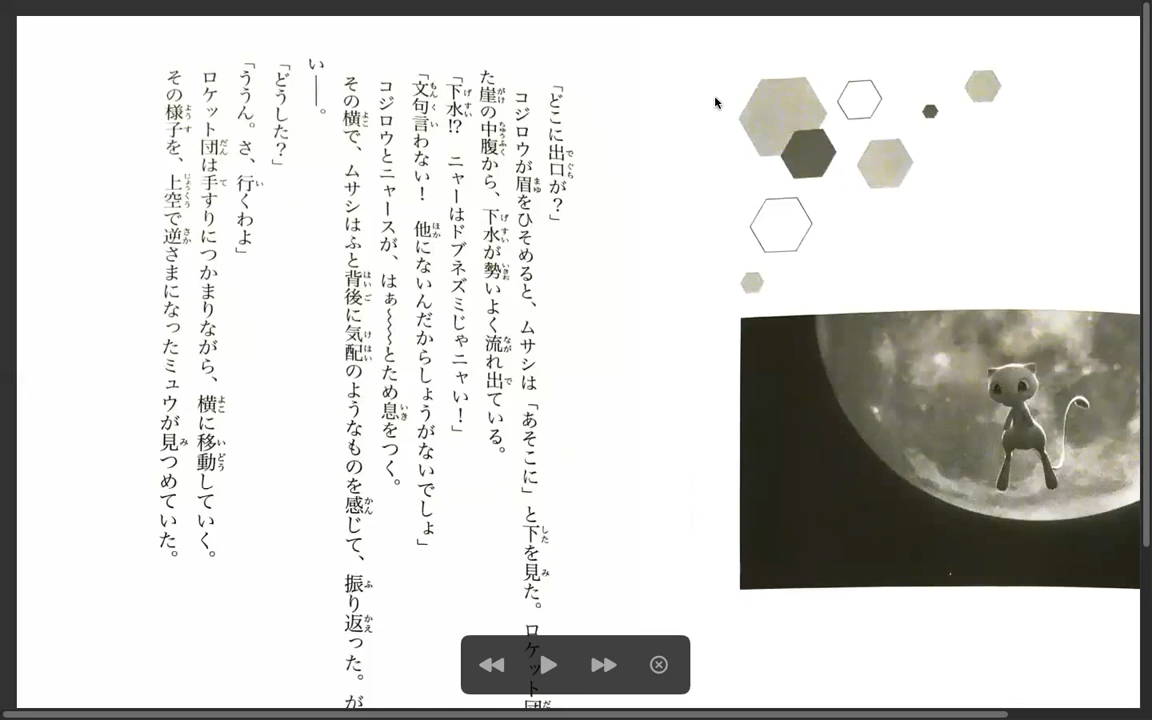 「どこに出口が？」
コジロウが眉をひそめると、ムサシは「あそこに」と下を見た。ロケット団
た崖の中腹から、下水が勢いよく流れ出ている。
「下水!? ニャーはドブネズミじゃニャい！」
「文句言わない！ 他にないんだからしょうがないでしょ」
コジロウとニャースが、はぁ〜〜〜とため息をつく。
その横で、ムサシはふと背後に気配のようなものを感じて、振り返った。が
い──。
「どうした？」
「ううん。さ、行くわよ」
ロケット団は手すりにつかまりながら、横に移動していく。
その様子を、上空で逆さまになったミュウが見つめていた。